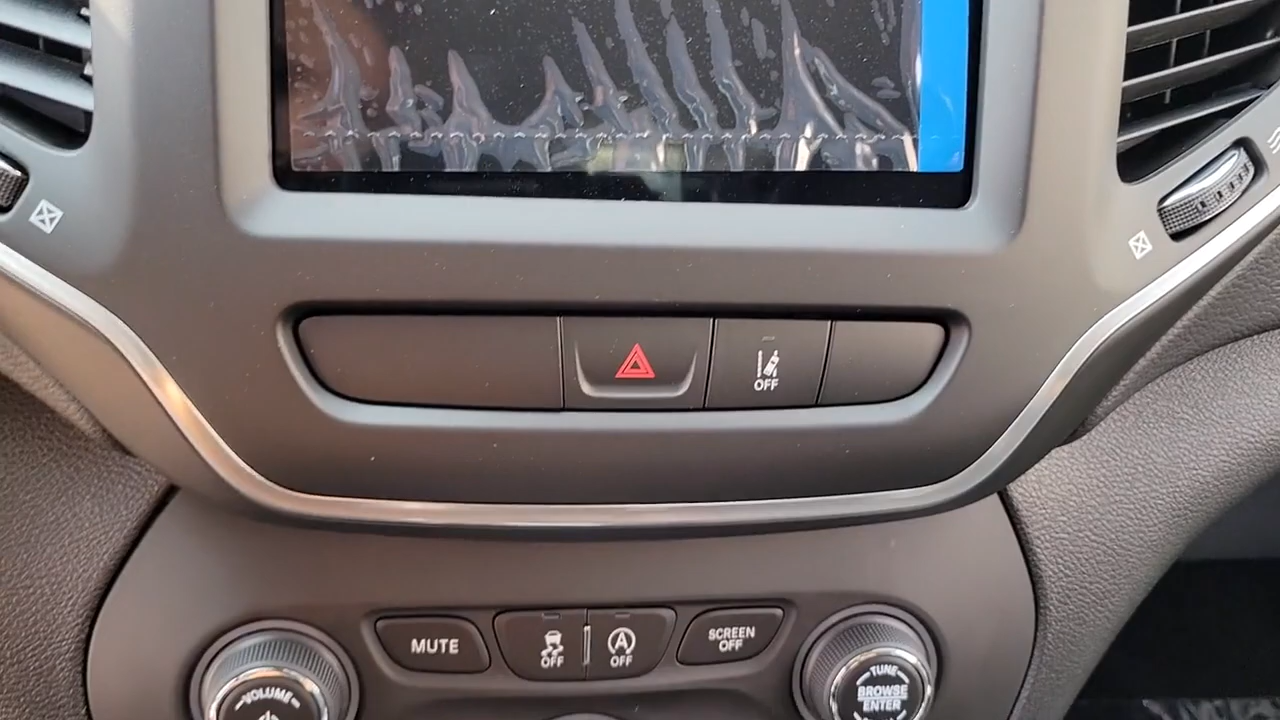 OFF
MUTE
OFF
A
OFF
SCREEN
OFF
VOLUME
TUNE
BROWSE
ENTER